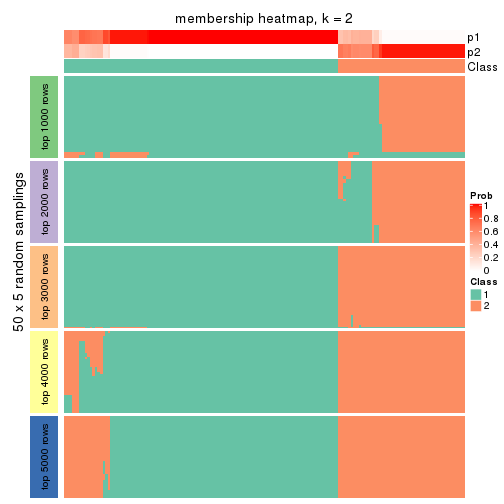 membership heatmap, k = 2
p1
p2
Class
50 x 5 random samplings
top 1000 rows
top 2000 rows
top 3000 rows
top 4000 rows
top 5000 rows
Prob
1
0.8
0.6
0.4
0.2
0
Class
1
2